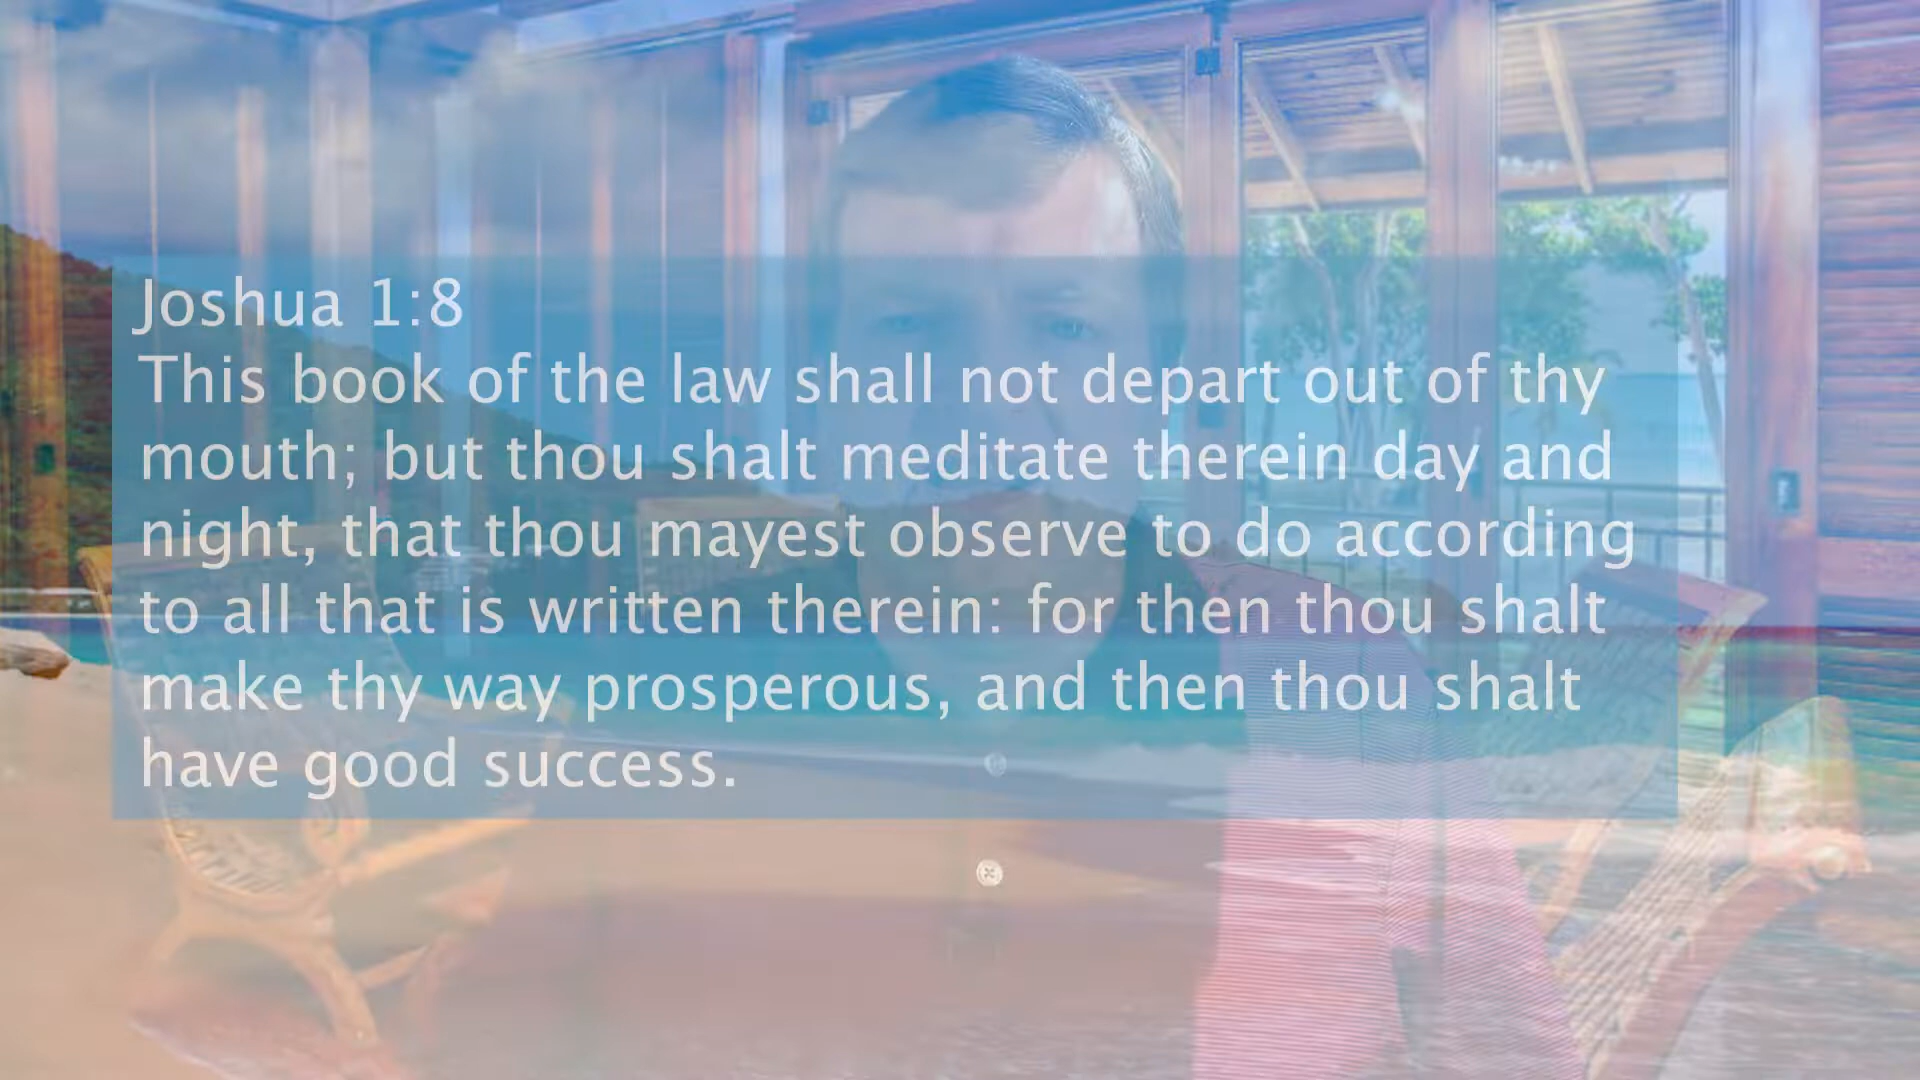 Joshua 1:8
This book of the law shall not depart out of thy
mouth; but thou shalt meditate therein day and
night, that thou mayest observe to do according
to all that is written therein: for then thou shalt
make thy way prosperous, and then thou shalt
have good success.